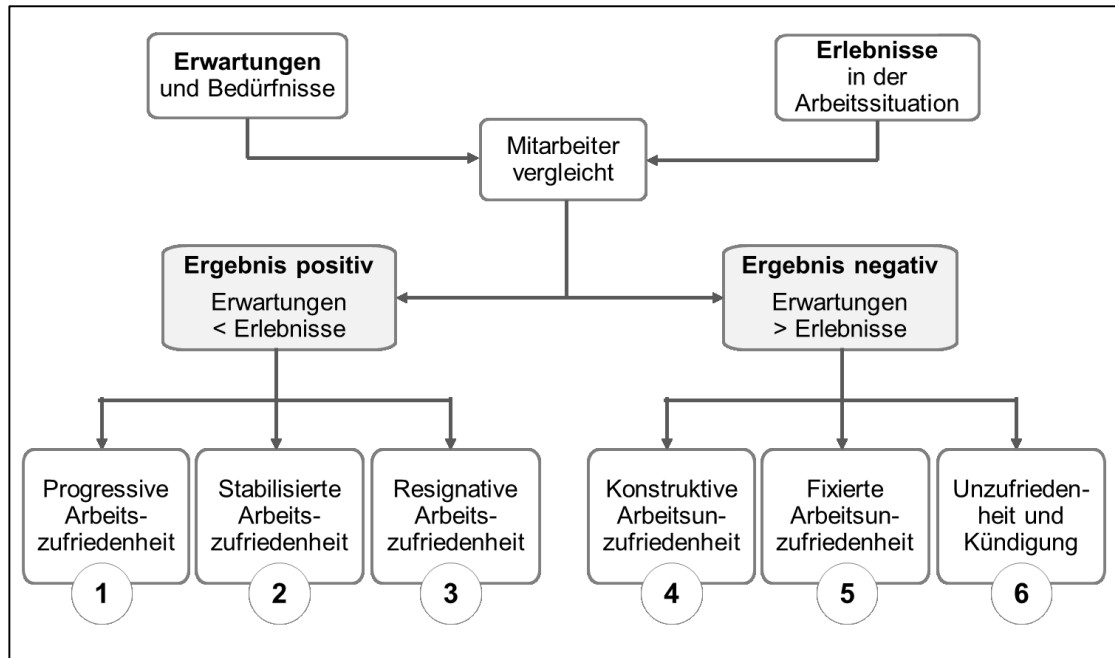 Erwartungen
und Bedürfnisse
Erlebnisse
in der
Arbeitssituation
Mitarbeiter
vergleicht
Ergebnis positiv
Erwartungen
< Erlebnisse
Ergebnis negativ
Erwartungen
> Erlebnisse
Progressive
Arbeits-
zufriedenheit
1
Stabilisierte
Arbeits-
zufriedenheit
2
Resignative
Arbeits-
zufriedenheit
3
Konstruktive
Arbeitsun-
zufriedenheit
4
Fixierte
Arbeitsun-
zufriedenheit
5
Unzufrieden-
heit und
Kündigung
6